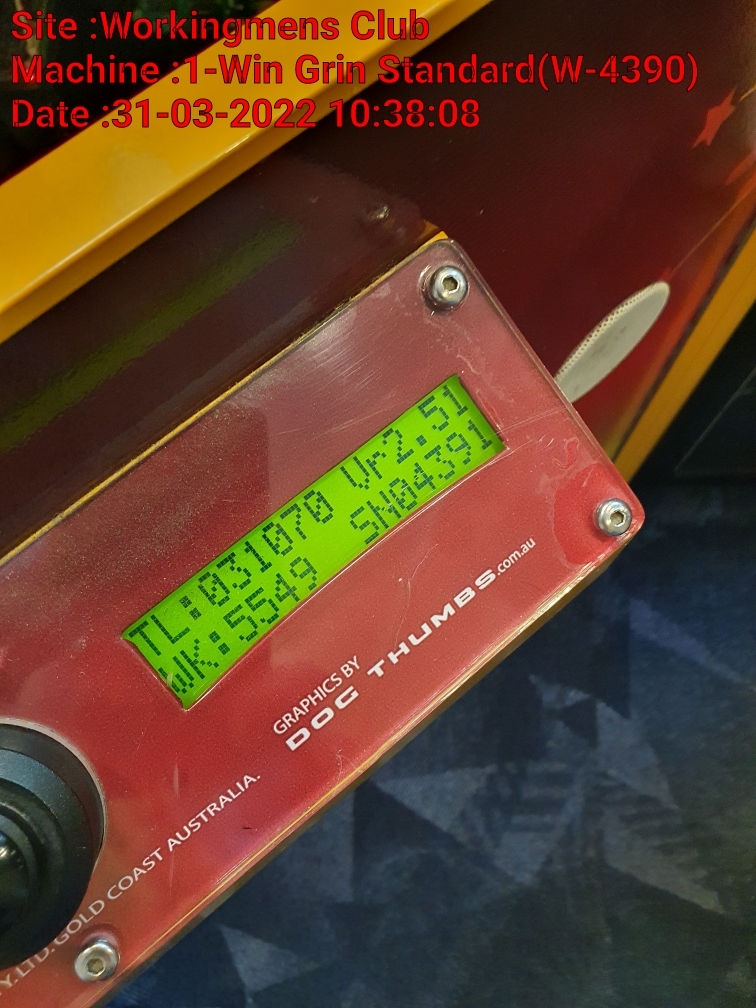 Site :Workingmens Club
Machine :1-Win Grin Standard(W-4390)
Date :31-03-2022 10:38:08
TL:031070 Vr2.51
WK:5549 SN04391
GRAPHICS BY
DOG THUMBS.com.au
Y.LTD. GOLD COAST AUSTRALIA.